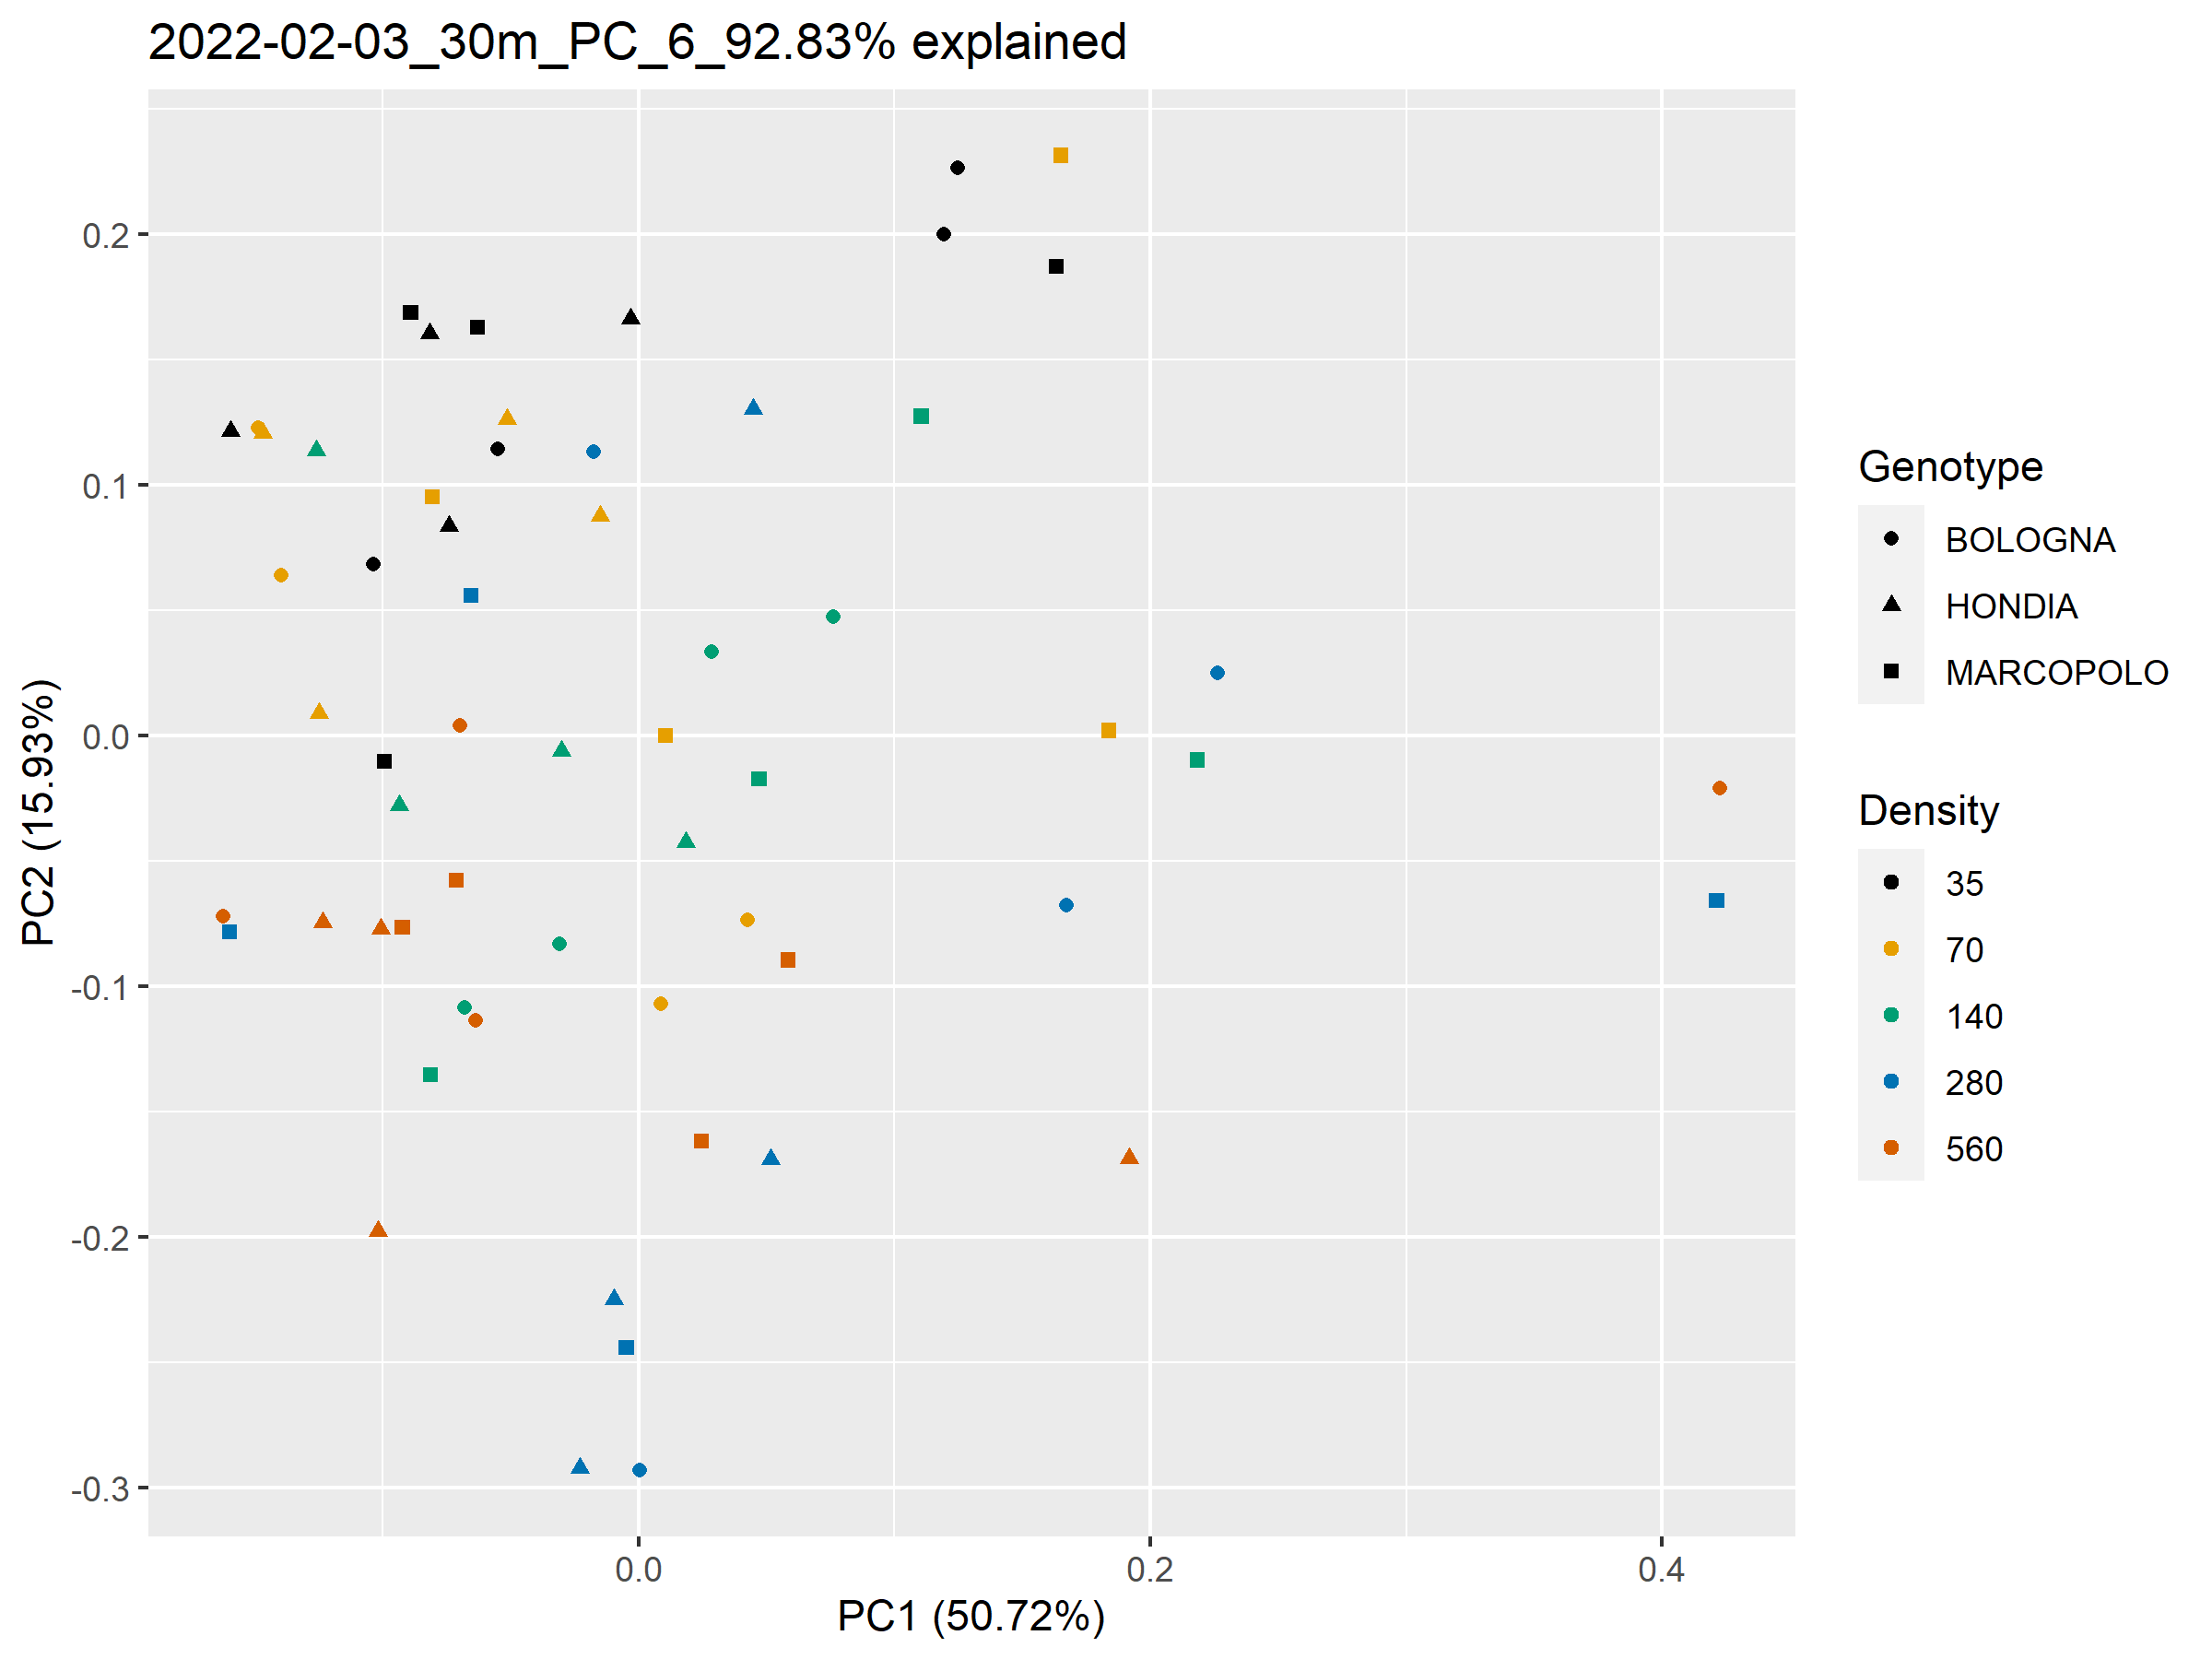 2022-02-03_30m_PC_6_92.83% explained
0.2
0.1
0.0
-0.1
-0.2
-0.3
PC2 (15.93%)
0.0
0.2
0.4
PC1 (50.72%)
Genotype
BOLOGNA
HONDIA
MARCOPOLO
Density
35
70
140
280
560